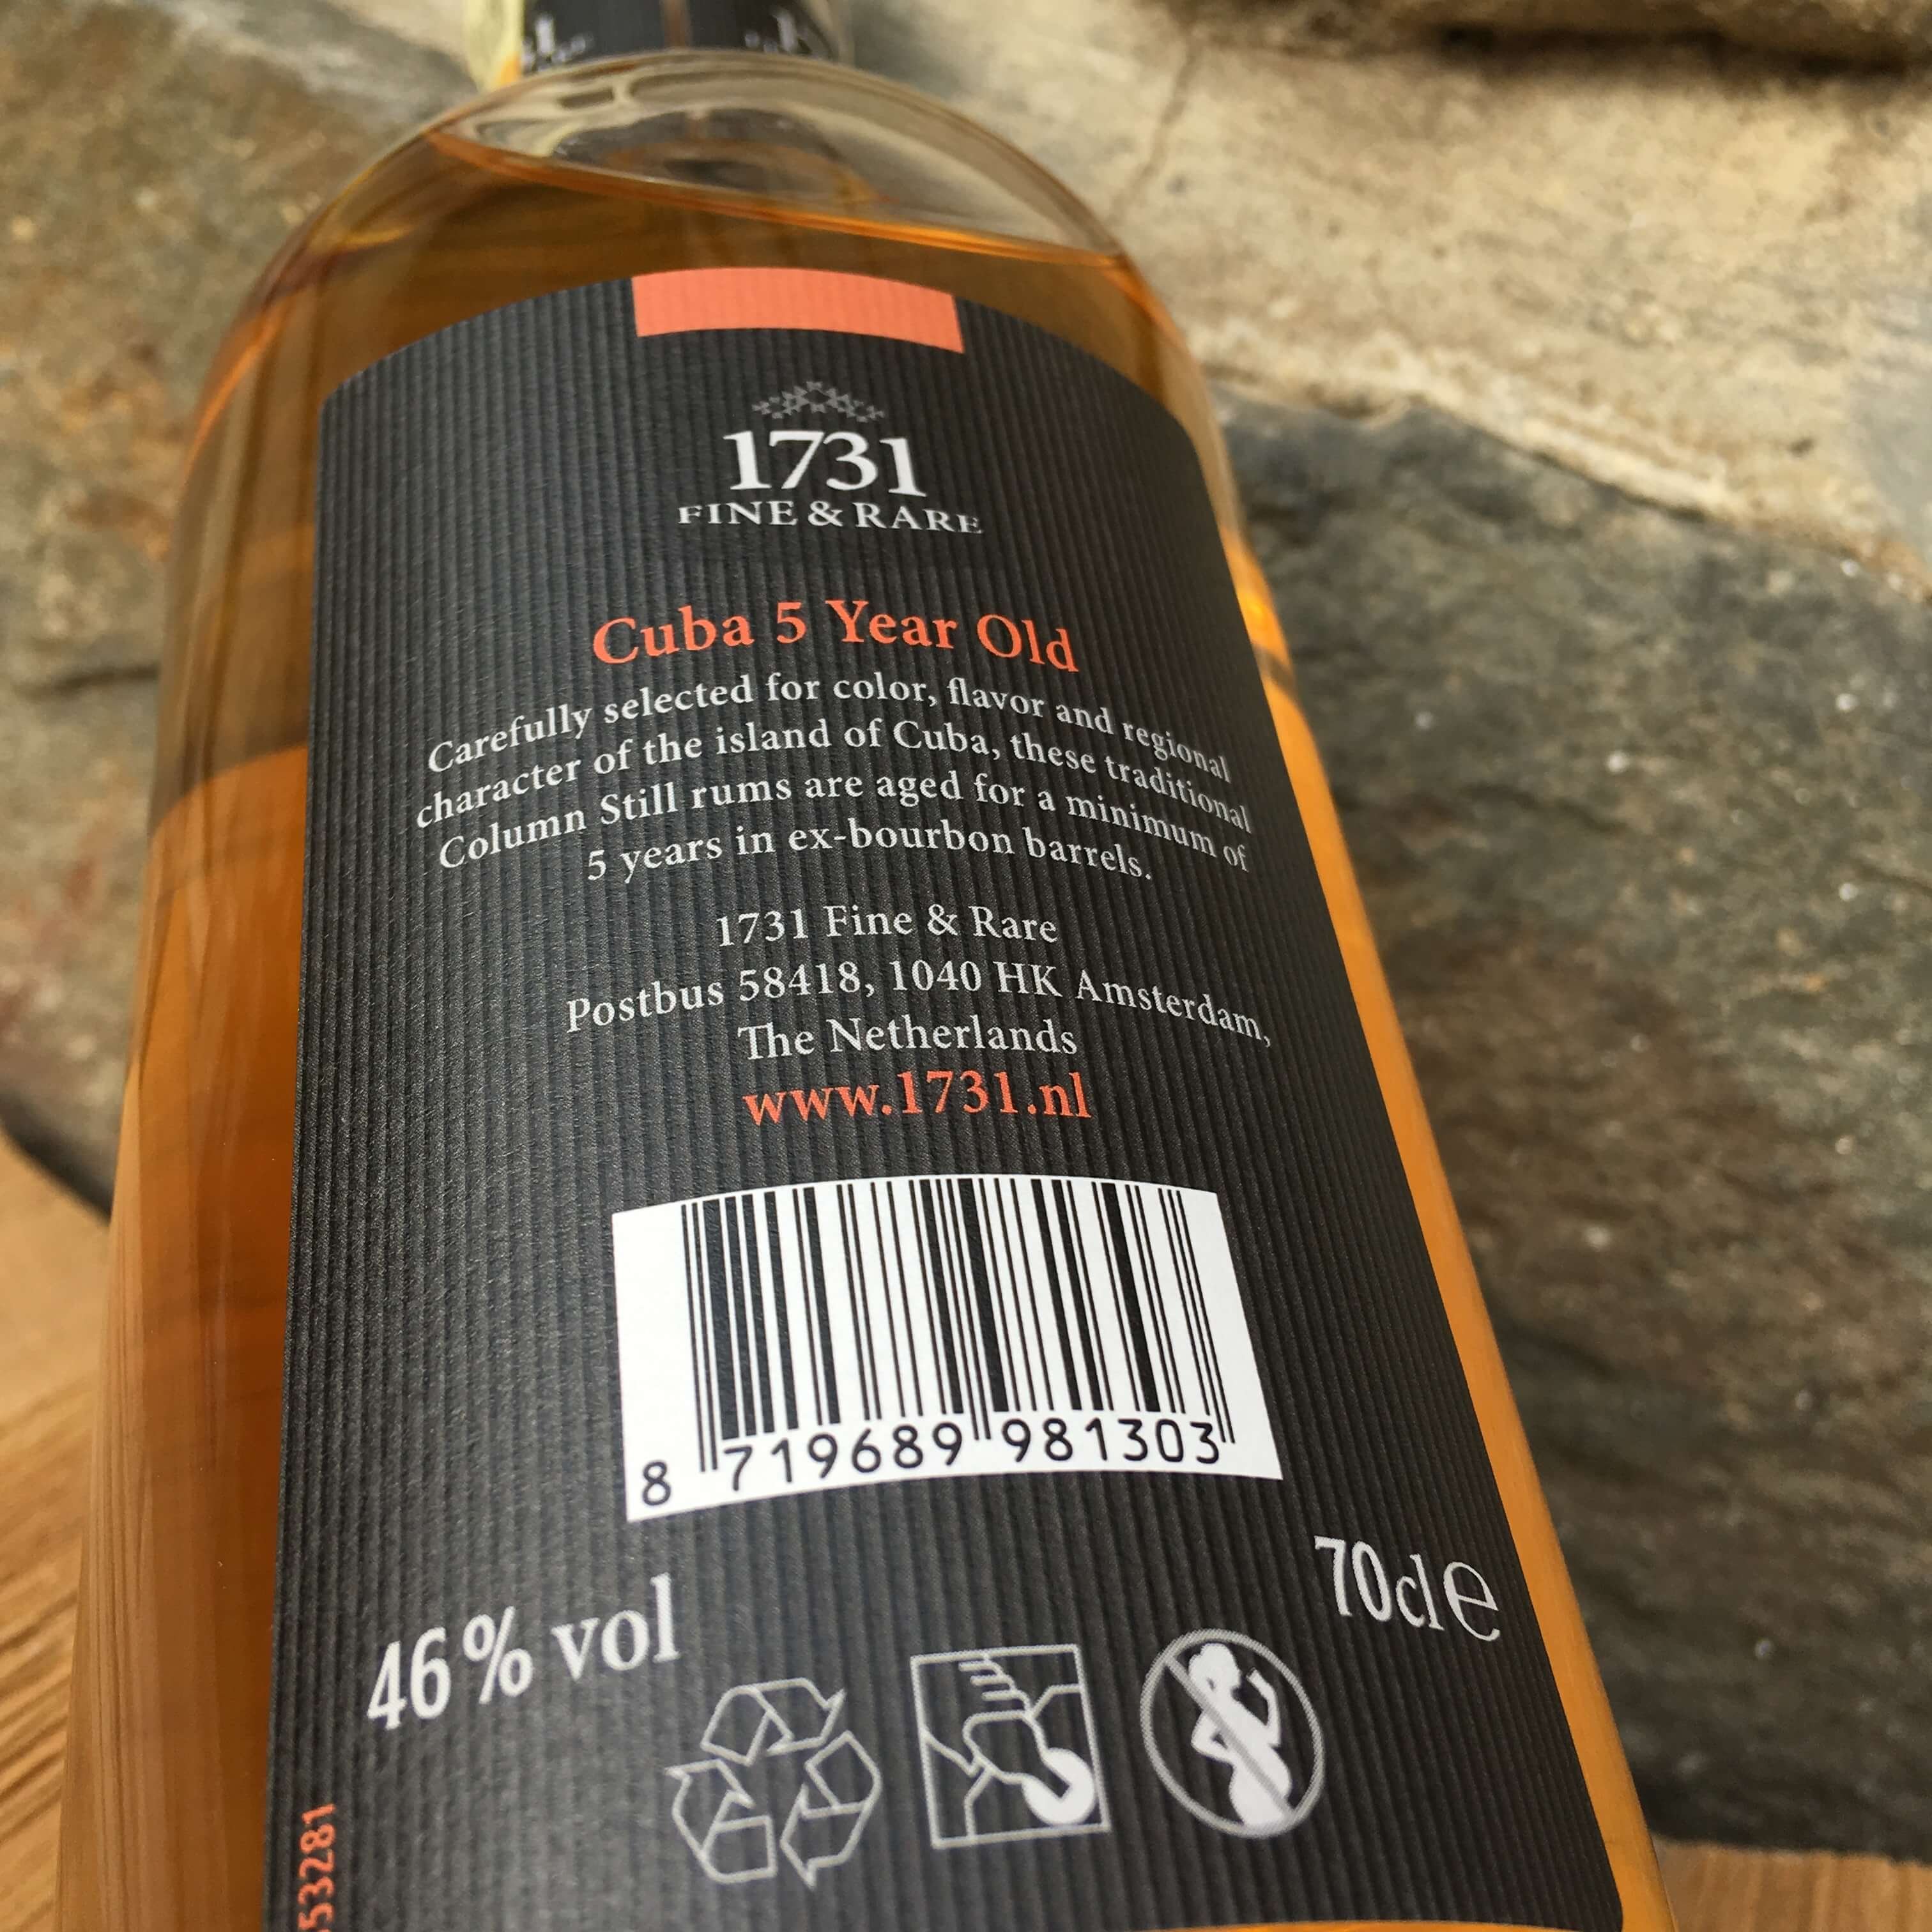 1731
FINE & RARE
Cuba 5 Year Old
Carefully selected for color, flavor and regional
character of the island of Cuba, these traditional
Column Still rums are aged for a minimum of
5 years in ex-bourbon barrels.
1731 Fine & Rare
Postbus 58418, 1040 HK Amsterdam,
The Netherlands
www.1731.nl
8 719689 981303
46% vol
70cl e
53281